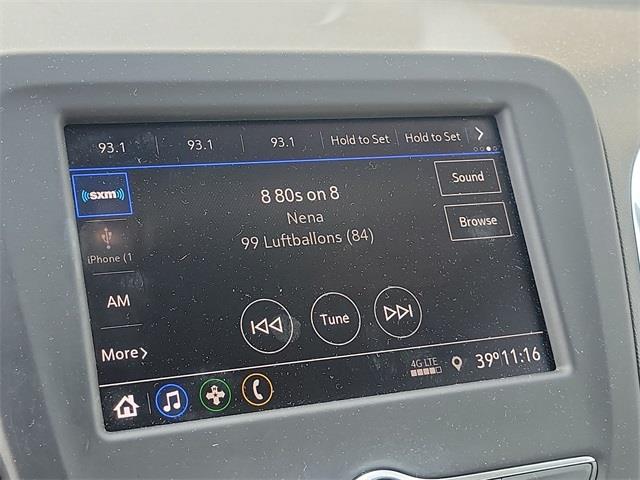 93.1 93.1 93.1 Hold to Set Hold to Set
sxm
8 80s on 8
Sound
Nena
Browse
99 Luftballons (84)
iPhone (1
AM
Tune
More
4G LTE
39° 11:16